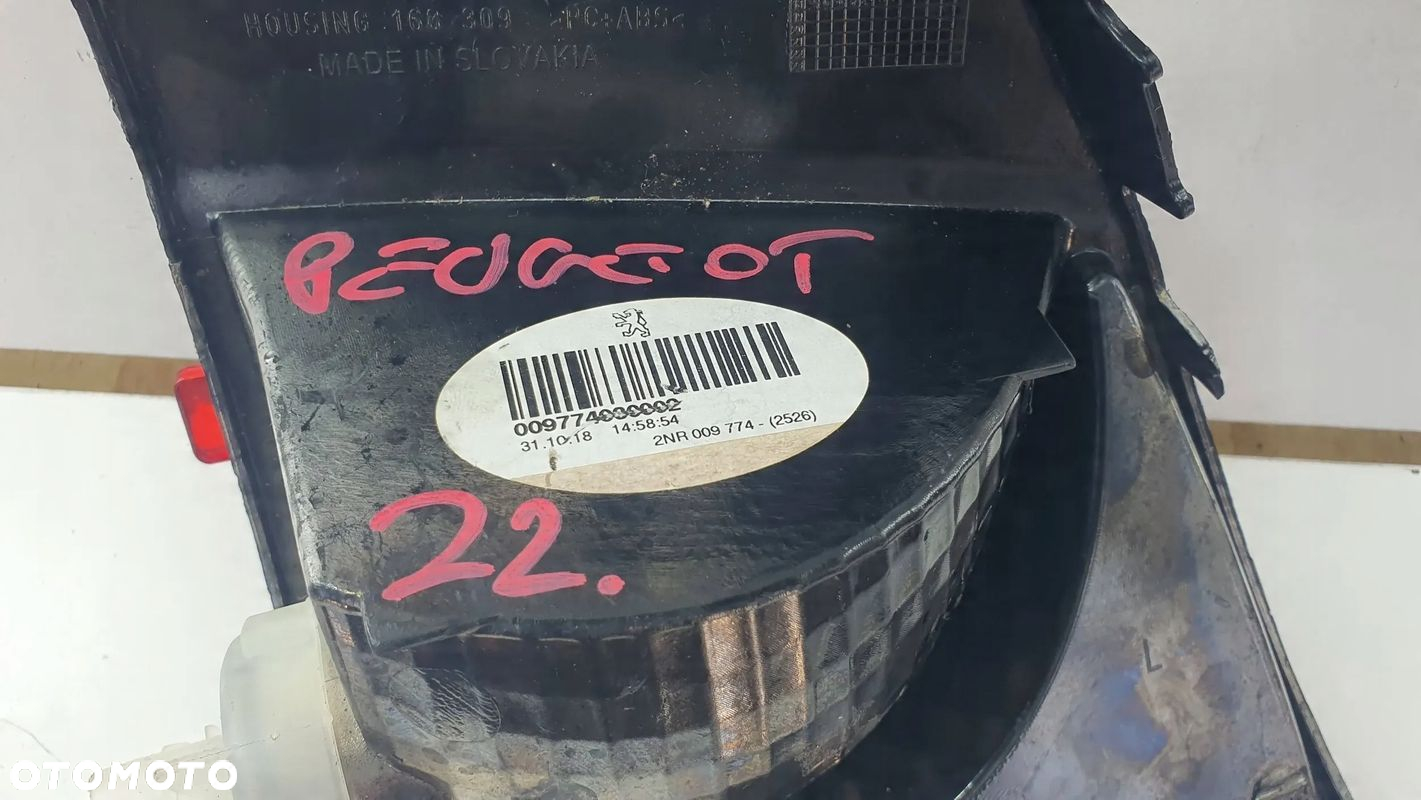 HOUSING 160 309 >PC+ABS<
MADE IN SLOVAKIA
PEUGEOT
009774000002
31.10.18 14:58:54
2NR 009 774 - (2526)
22.
L
OTOMOTO